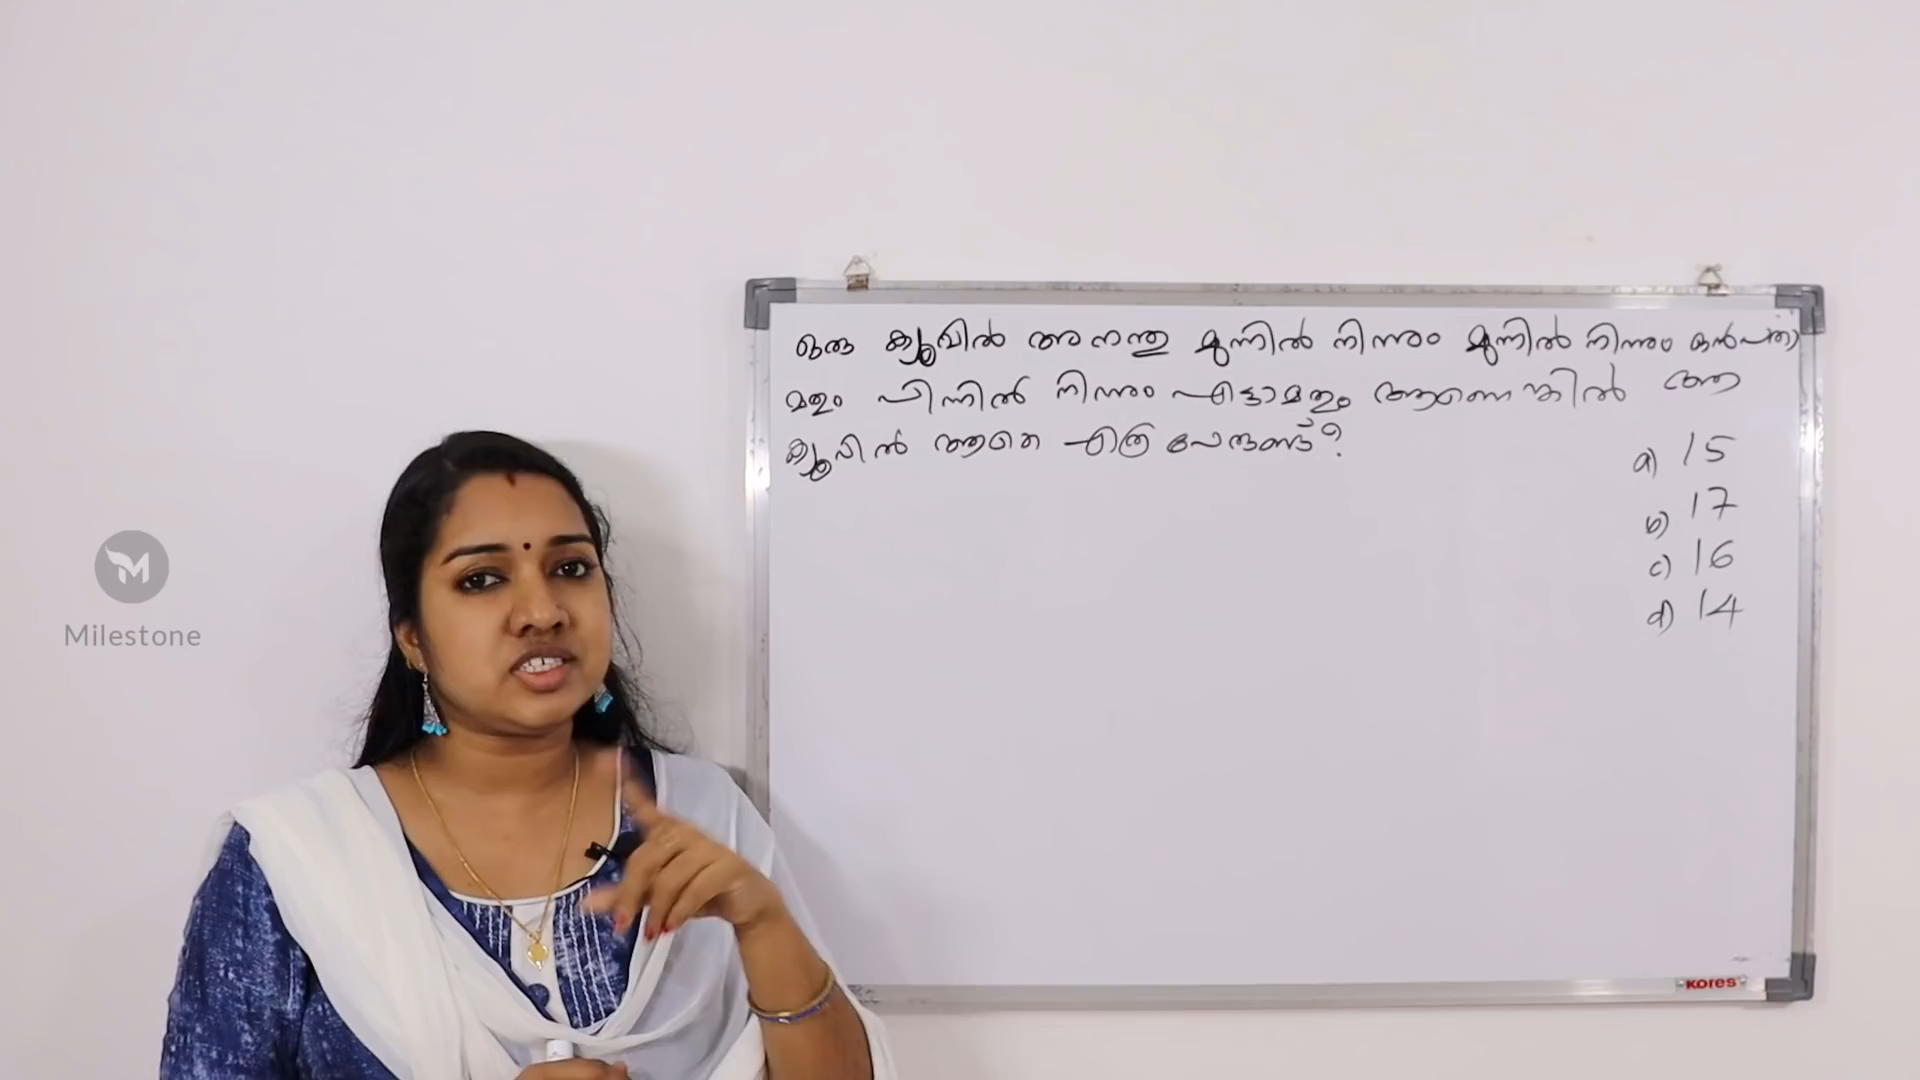 ഒരു ക്യൂവിൽ അനന്തു മുന്നിൽ നിന്നും മുന്നിൽ നിന്നും ഒൻപതാ
മതും പിന്നിൽ നിന്നും എട്ടാമതും ആണെങ്കിൽ ആ
ക്യൂവിൽ ആകെ എത്ര പേരുണ്ട്?
a) 15
b) 17
c) 16
d) 14
Milestone
kores